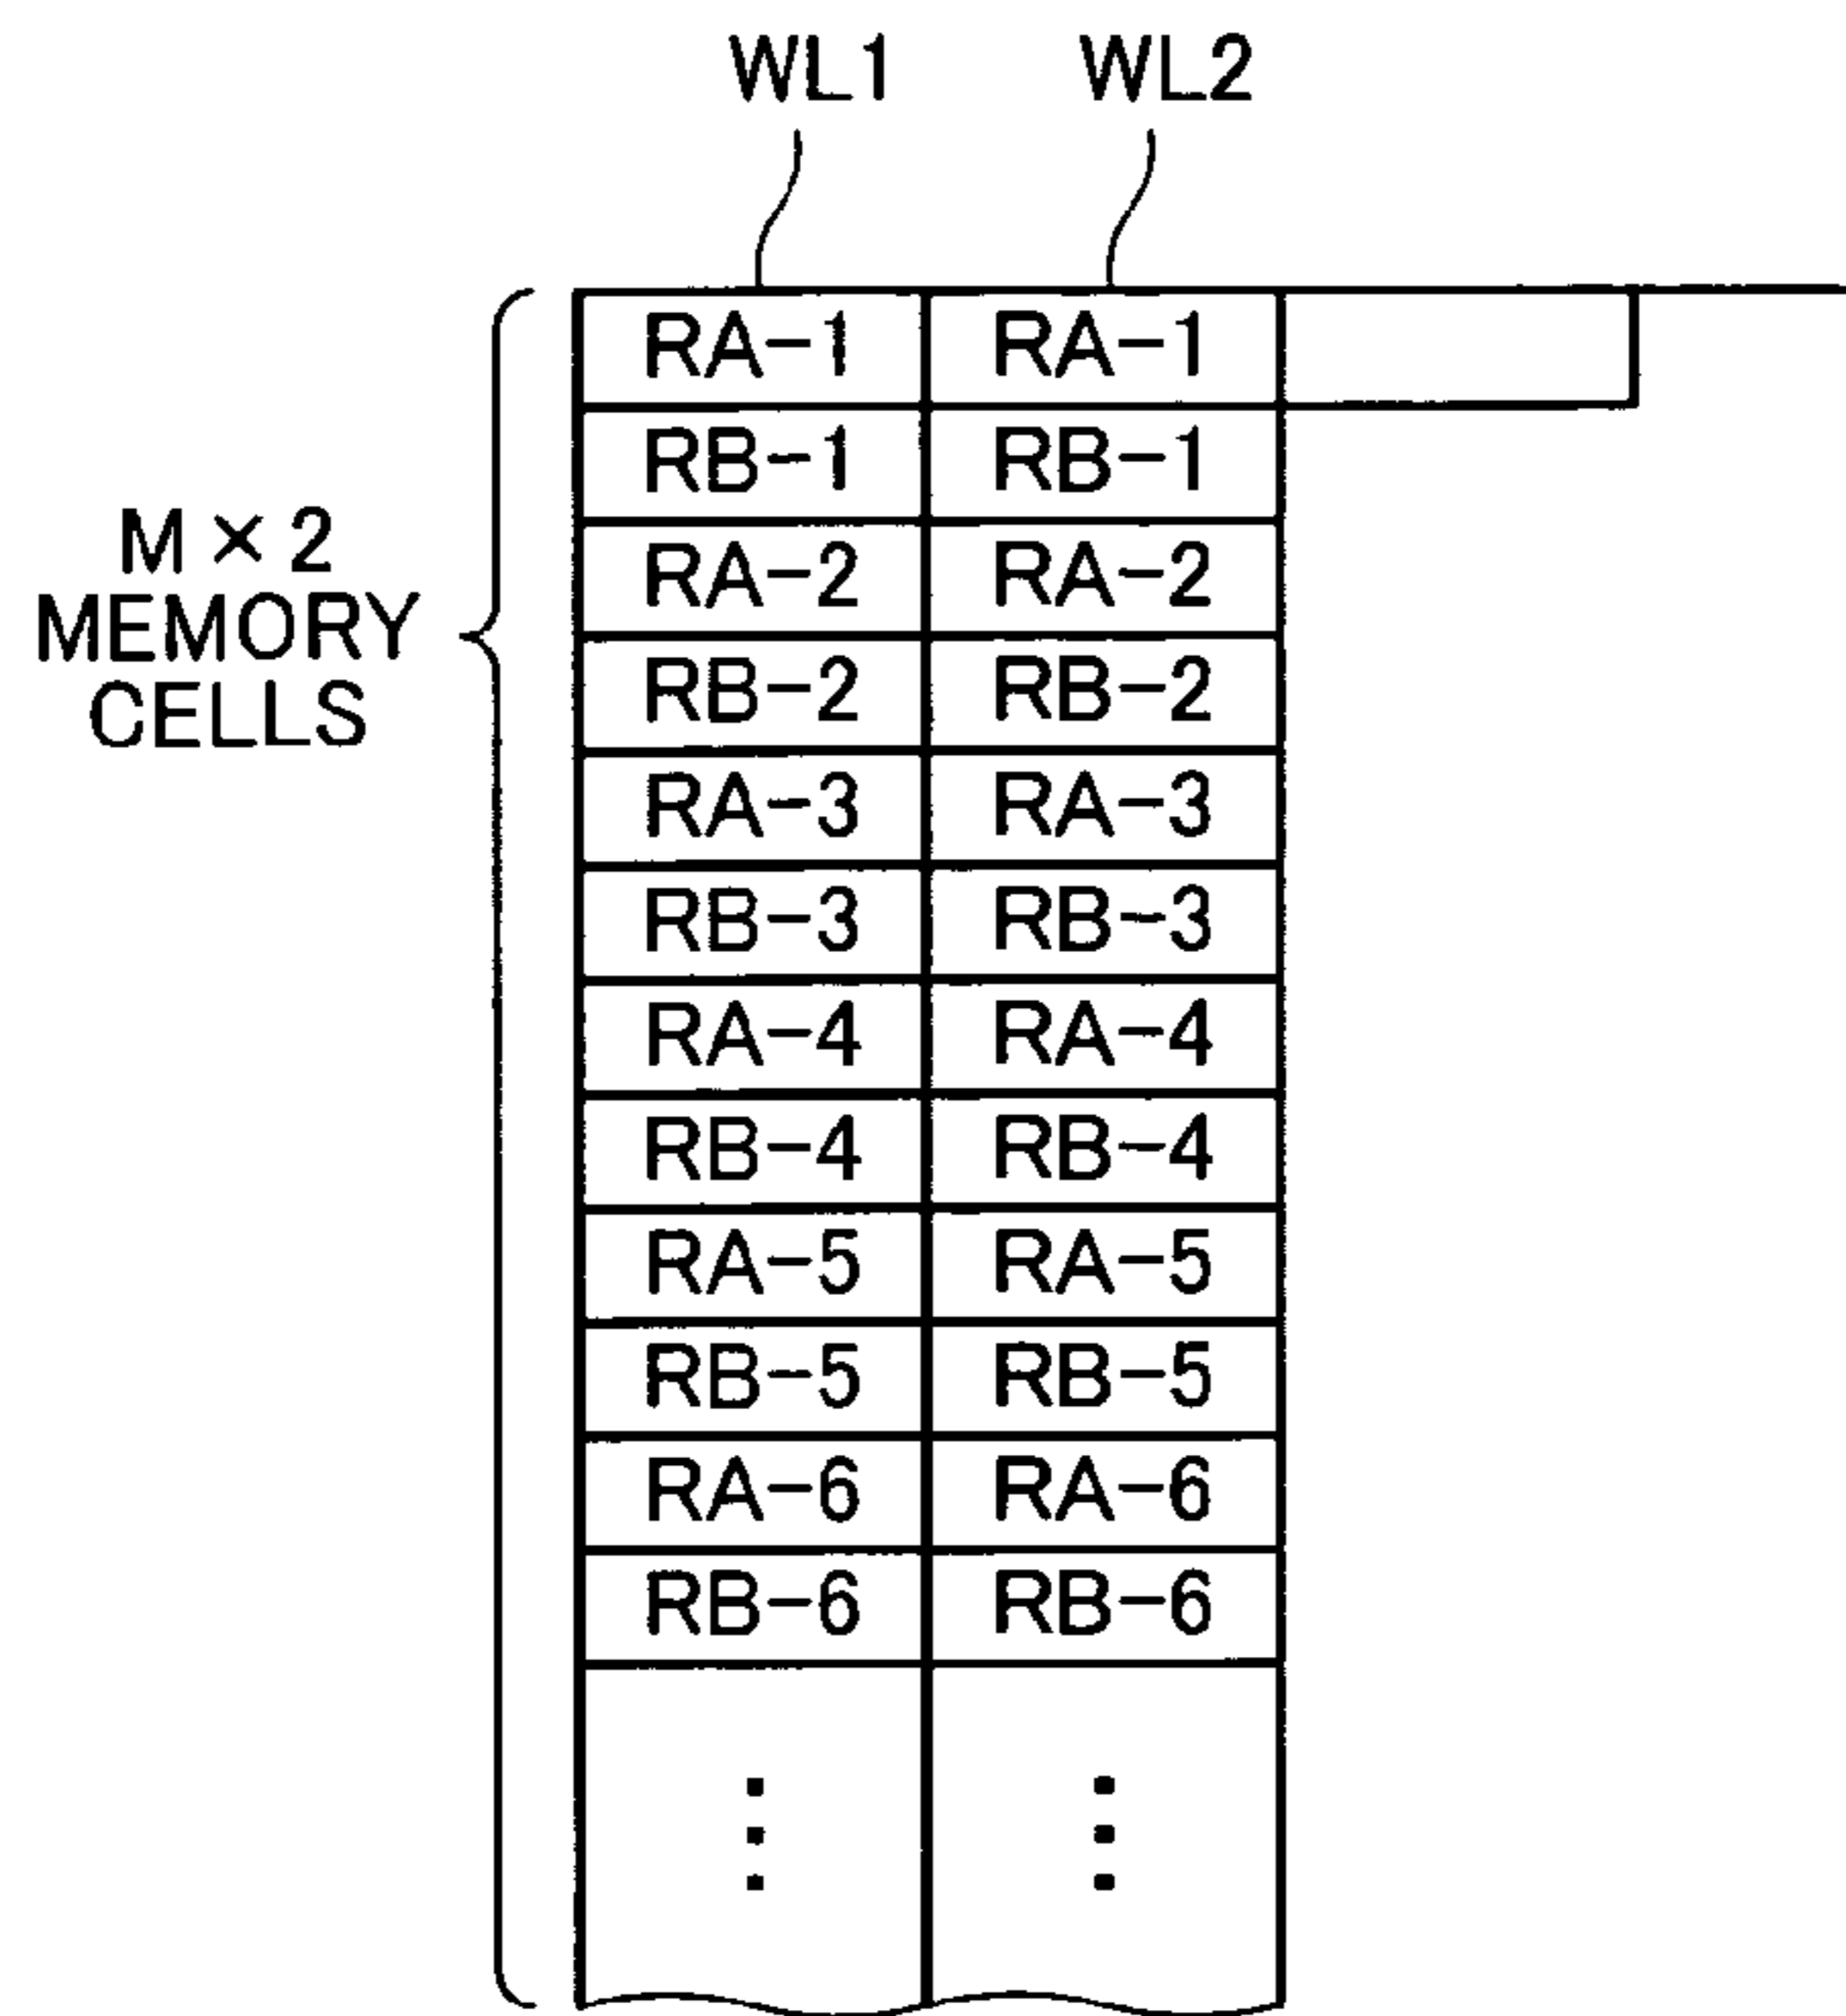 WL1 WL2
RA-1 RA-1
RB-1 RB-1
M×2
MEMORY
CELLS
RA-2 RA-2
RB-2 RB-2
RA-3 RA-3
RB-3 RB-3
RA-4 RA-4
RB-4 RB-4
RA-5 RA-5
RB-5 RB-5
RA-6 RA-6
RB-6 RB-6